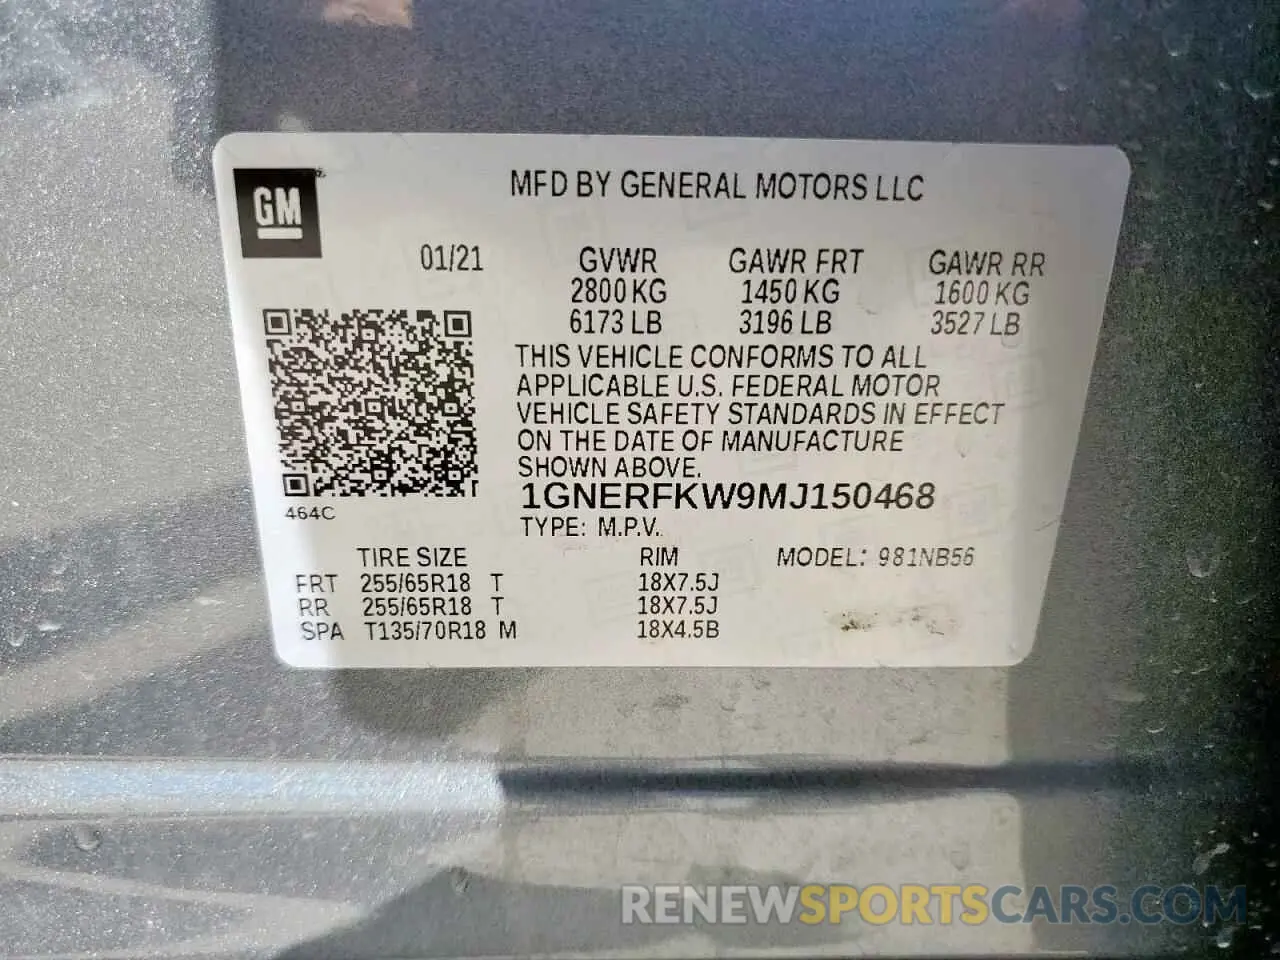 GM
MFD BY GENERAL MOTORS LLC
01/21 GVWR GAWR FRT GAWR RR
2800 KG 1450 KG 1600 KG
6173 LB 3196 LB 3527 LB
THIS VEHICLE CONFORMS TO ALL
APPLICABLE U.S. FEDERAL MOTOR
VEHICLE SAFETY STANDARDS IN EFFECT
ON THE DATE OF MANUFACTURE
SHOWN ABOVE.
1GNERFKW9MJ150468
464C
TYPE: M.P.V.
TIRE SIZE RIM MODEL: 981NB56
FRT 255/65R18 T 18X7.5J
RR 255/65R18 T 18X7.5J
SPA T135/70R18 M 18X4.5B
RENEWSPORTSCARS.COM